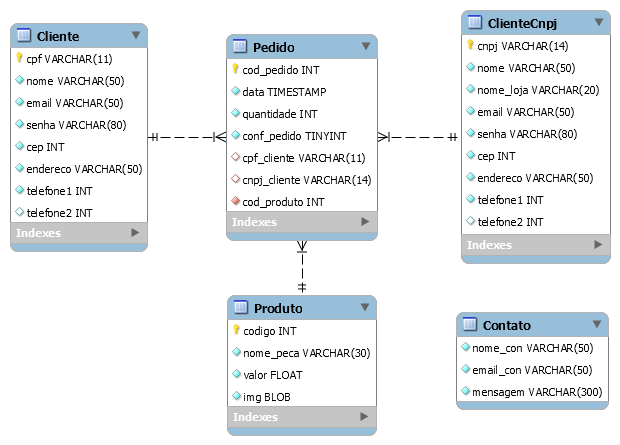 Cliente
cpf VARCHAR(11)
nome VARCHAR(50)
email VARCHAR(50)
senha VARCHAR(80)
cep INT
endereco VARCHAR(50)
telefone1 INT
telefone2 INT
Indexes
Pedido
cod_pedido INT
data TIMESTAMP
quantidade INT
conf_pedido TINYINT
cpf_cliente VARCHAR(11)
cnpj_cliente VARCHAR(14)
cod_produto INT
Indexes
ClienteCnpj
cnpj VARCHAR(14)
nome VARCHAR(50)
nome_loja VARCHAR(20)
email VARCHAR(50)
senha VARCHAR(80)
cep INT
endereco VARCHAR(50)
telefone1 INT
telefone2 INT
Indexes
Produto
codigo INT
nome_peca VARCHAR(30)
valor FLOAT
img BLOB
Indexes
Contato
nome_con VARCHAR(50)
email_con VARCHAR(50)
mensagem VARCHAR(300)